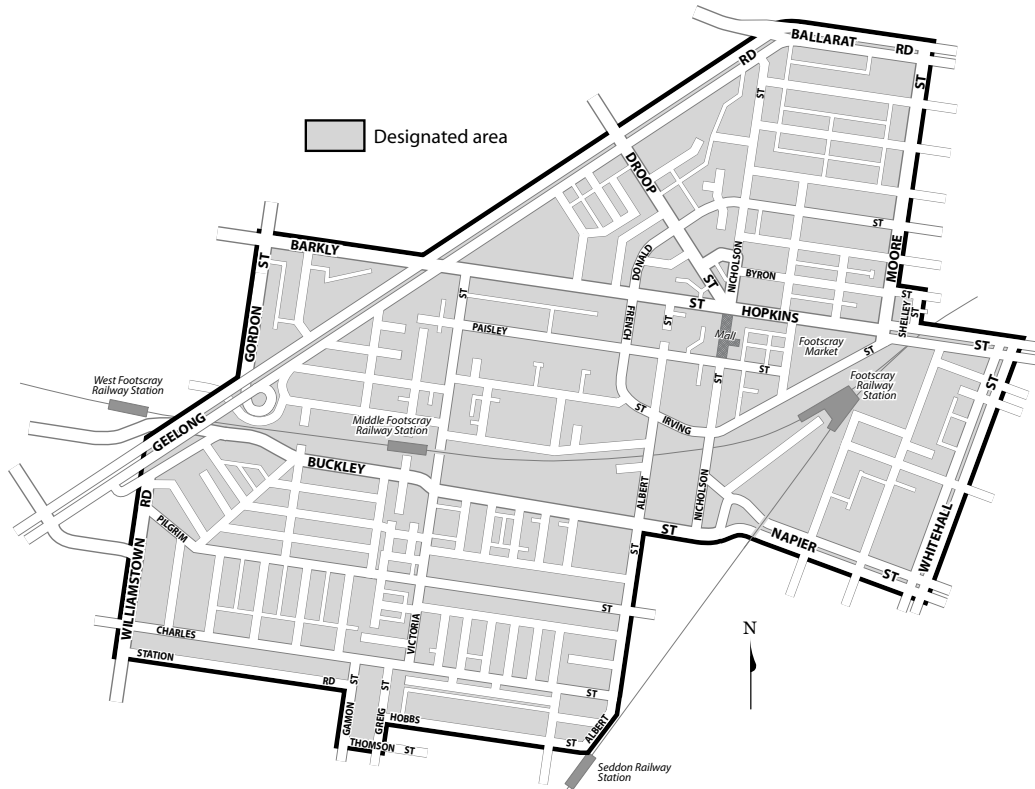 BALLARAT RD
RD
ST
ST
Designated area
DROOP
ST
BARKLY
ST
MOORE
ST
DONALD
NICHOLSON
BYRON
ST
GORDON
ST
ST
ST
HOPKINS
ST
SHELLEY
ST
ST
FRENCH
PAISLEY
ST
Mall
Footscray
Market
ST
ST
ST
ST
West Footscray
Railway Station
Footscray
Railway
Station
ST
IRVING
Middle Footscray
Railway Station
GEELONG
BUCKLEY
ALBERT
NICHOLSON
RD
PILGRIM
ST
NAPIER
ST
WHITEHALL
ST
WILLIAMSTOWN
ST
N
CHARLES
VICTORIA
STATION
RD
ST
ST
ST
GAMON
GREIG
HOBBS
ST
ALBERT
THOMSON ST
Seddon Railway
Station